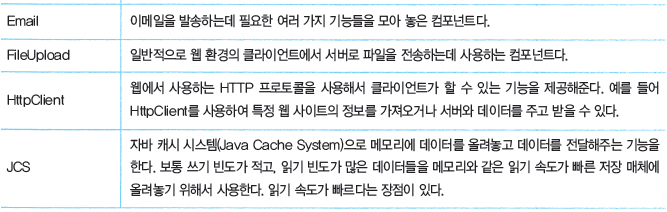 Email 이메일을 발송하는데 필요한 여러 가지 기능들을 모아 놓은 컴포넌트다.
FileUpload 일반적으로 웹 환경의 클라이언트에서 서버로 파일을 전송하는데 사용하는 컴포넌트다.
웹에서 사용하는 HTTP 프로토콜을 사용해서 클라이언트가 할 수 있는 기능을 제공해준다. 예를 들어
HttpClient
HttpClient를 사용하여 특정 웹 사이트의 정보를 가져오거나 서버와 데이터를 주고 받을 수 있다.
자바 캐시 시스템(Java Cache System)으로 메모리에 데이터를 올려놓고 데이터를 전달해주는 기능을
JCS
한다. 보통 쓰기 빈도가 적고, 읽기 빈도가 많은 데이터들을 메모리와 같은 읽기 속도가 빠른 저장 매체에
올려놓기 위해서 사용한다. 읽기 속도가 빠르다는 장점이 있다.